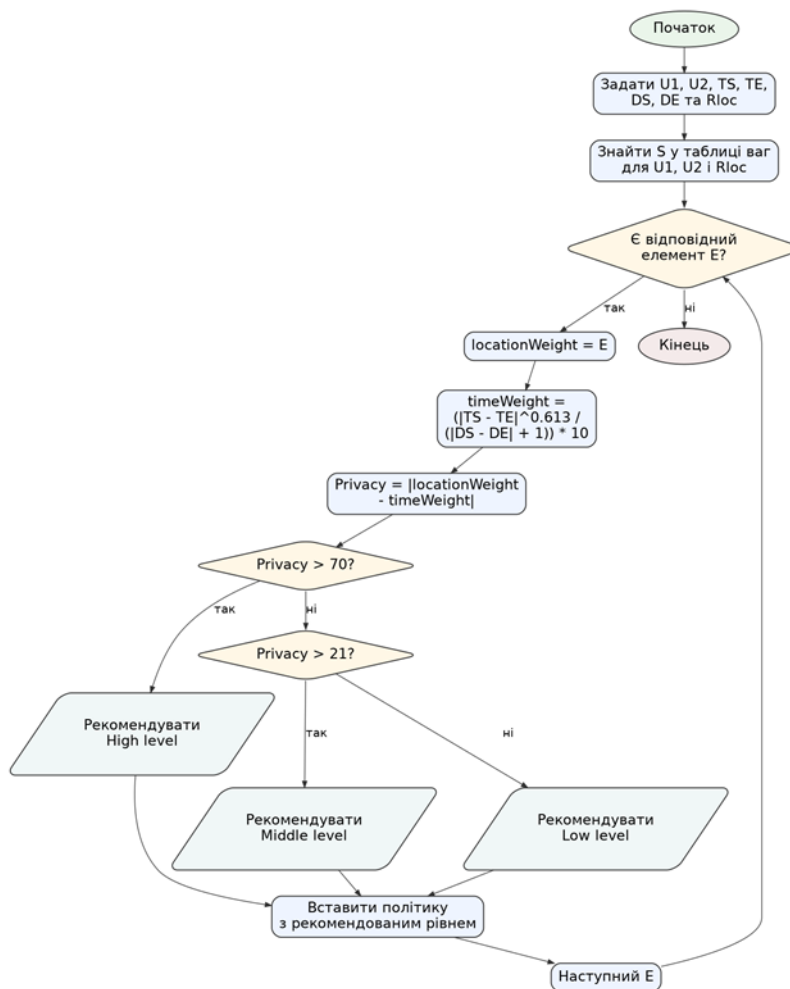 Початок
Задати U1, U2, TS, TE,
DS, DE та Rloc
Знайти S у таблиці ваг
для U1, U2 і Rloc
Є відповідний
елемент E?
так
ні
locationWeight = E
Кінець
timeWeight =
(|TS - TE|^0.613 /
(|DS - DE| + 1)) * 10
Privacy = |locationWeight
- timeWeight|
Privacy > 70?
так
ні
Privacy > 21?
Рекомендувати
High level
так
ні
Рекомендувати
Middle level
Рекомендувати
Low level
Вставити політику
з рекомендованим рівнем
Наступний E